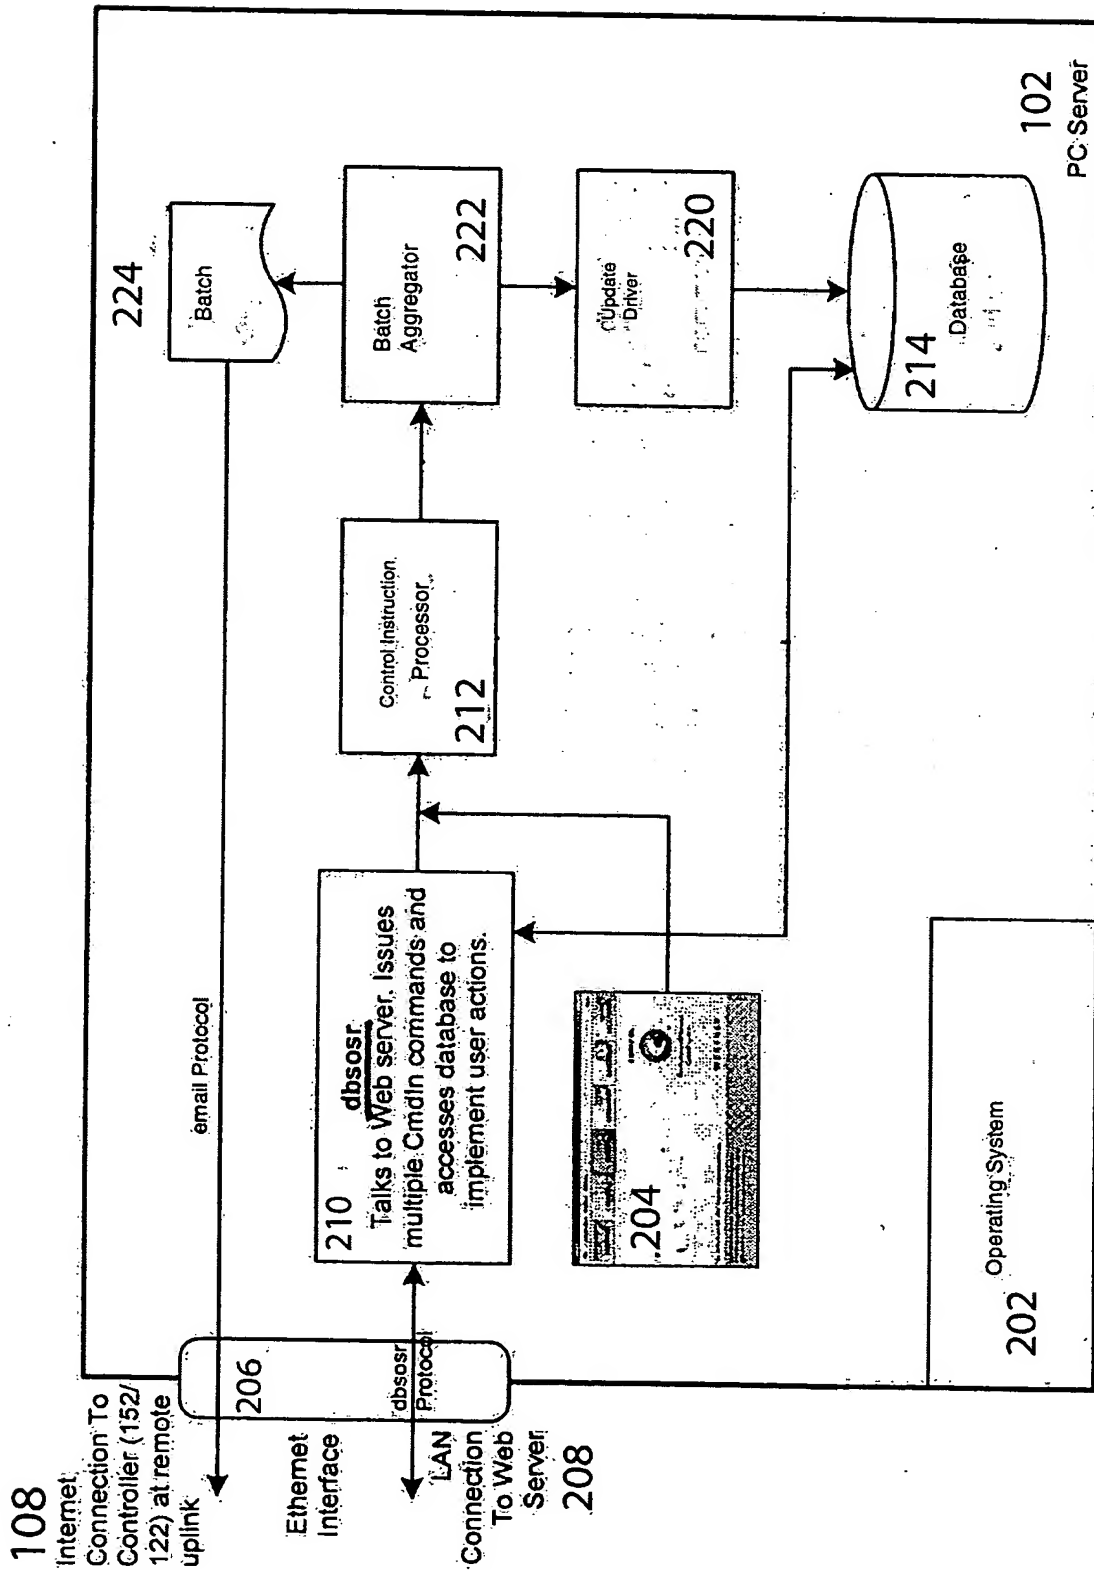 108
Internet
Connection To
Controller (152/
122) at remote
uplink
Ethernet
Interface
LAN
Connection
To Web
Server
208
206
email Protocol
dbsosr
Protocol
210
dbsosr
Talks to Web server. Issues
multiple Cmdln commands and
accesses database to
implement user actions.
204
Operating System
202
Control Instruction
Processor
212
224
Batch
Batch
Aggregator
222
Update
Driver
220
214
Database
102
PC Server